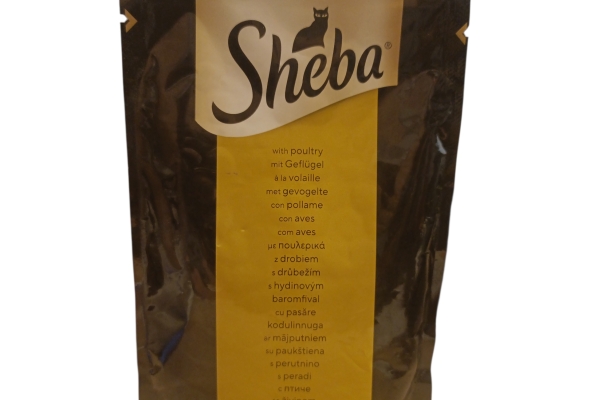 Sheba®
with poultry
mit Geflügel
à la volaille
met gevogelte
con pollame
con aves
com aves
με πουλερικά
z drobiem
s drůbežím
s hydinovým
baromfival
cu pasăre
kodulinnuga
ar mājputniem
su paukštiena
s perutnino
s peradi
с птиче